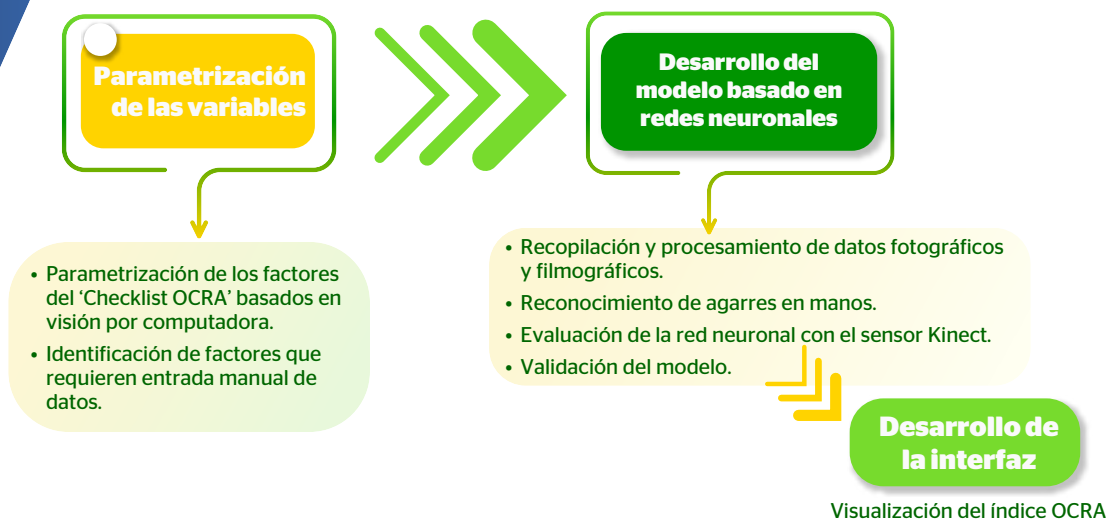 Parametrización
de las variables
Desarrollo del
modelo basado en
redes neuronales
• Parametrización de los factores
del ‘Checklist OCRA’ basados en
visión por computadora.
• Identificación de factores que
requieren entrada manual de
datos.
• Recopilación y procesamiento de datos fotográficos
y filmográficos.
• Reconocimiento de agarres en manos.
• Evaluación de la red neuronal con el sensor Kinect.
• Validación del modelo.
Desarrollo de
la interfaz
Visualización del índice OCRA